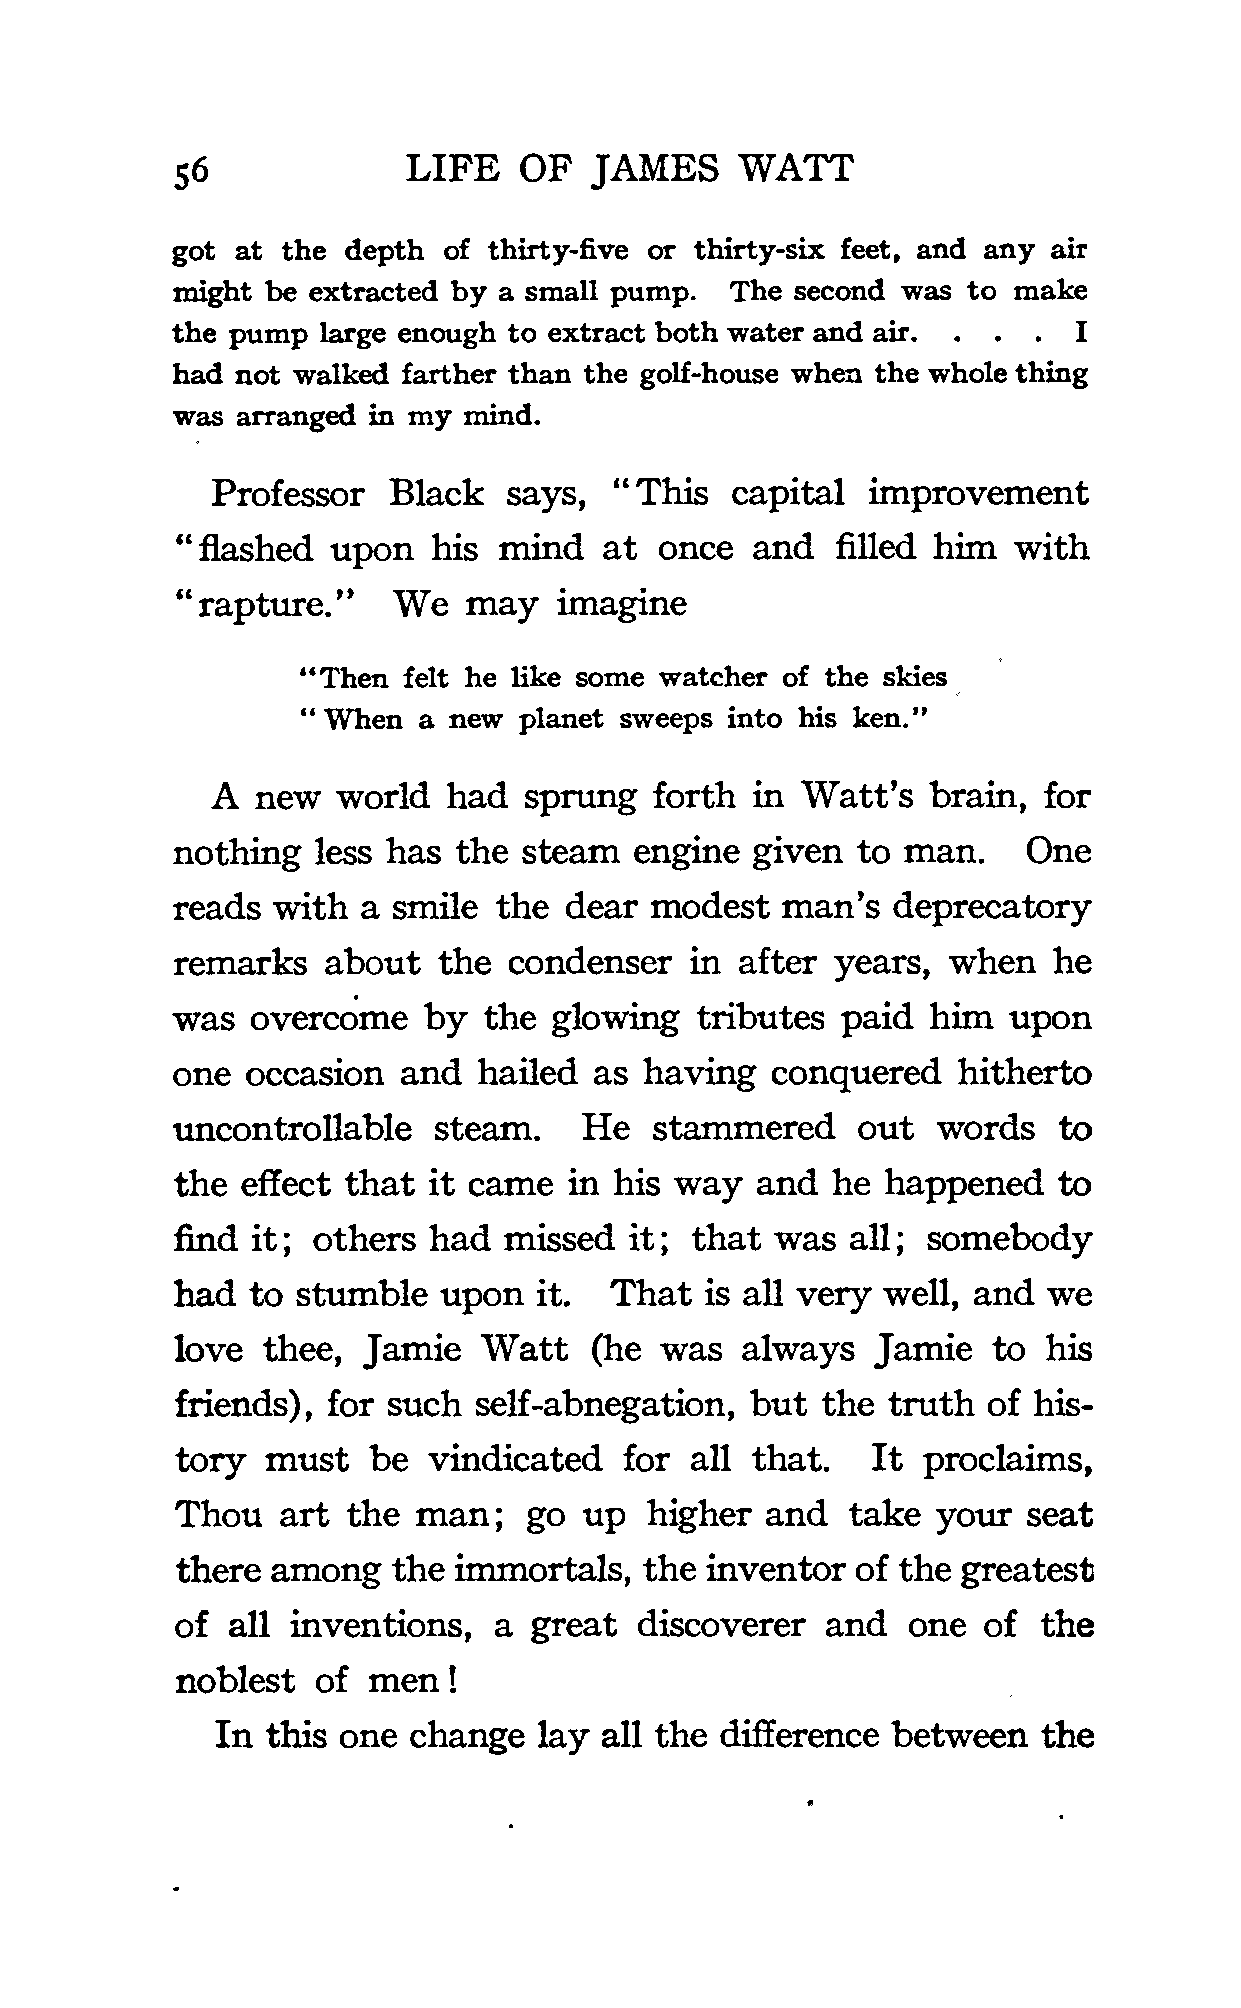 56 LIFE OF JAMES WATT
got at the depth of thirty-five or thirty-six feet, and any air
might be extracted by a small pump. The second was to make
the pump large enough to extract both water and air. . . . . I
had not walked farther than the golf-house when the whole thing
was arranged in my mind.
Professor Black says, "This capital improvement
"flashed upon his mind at once and filled him with
"rapture." We may imagine
"Then felt he like some watcher of the skies
"When a new planet sweeps into his ken."
A new world had sprung forth in Watt's brain, for
nothing less has the steam engine given to man. One
reads with a smile the dear modest man's deprecatory
remarks about the condenser in after years, when he
was overcome by the glowing tributes paid him upon
one occasion and hailed as having conquered hitherto
uncontrollable steam. He stammered out words to
the effect that it came in his way and he happened to
find it; others had missed it; that was all; somebody
had to stumble upon it. That is all very well, and we
love thee, Jamie Watt (he was always Jamie to his
friends), for such self-abnegation, but the truth of his-
tory must be vindicated for all that. It proclaims,
Thou art the man; go up higher and take your seat
there among the immortals, the inventor of the greatest
of all inventions, a great discoverer and one of the
noblest of men!
In this one change lay all the difference between the